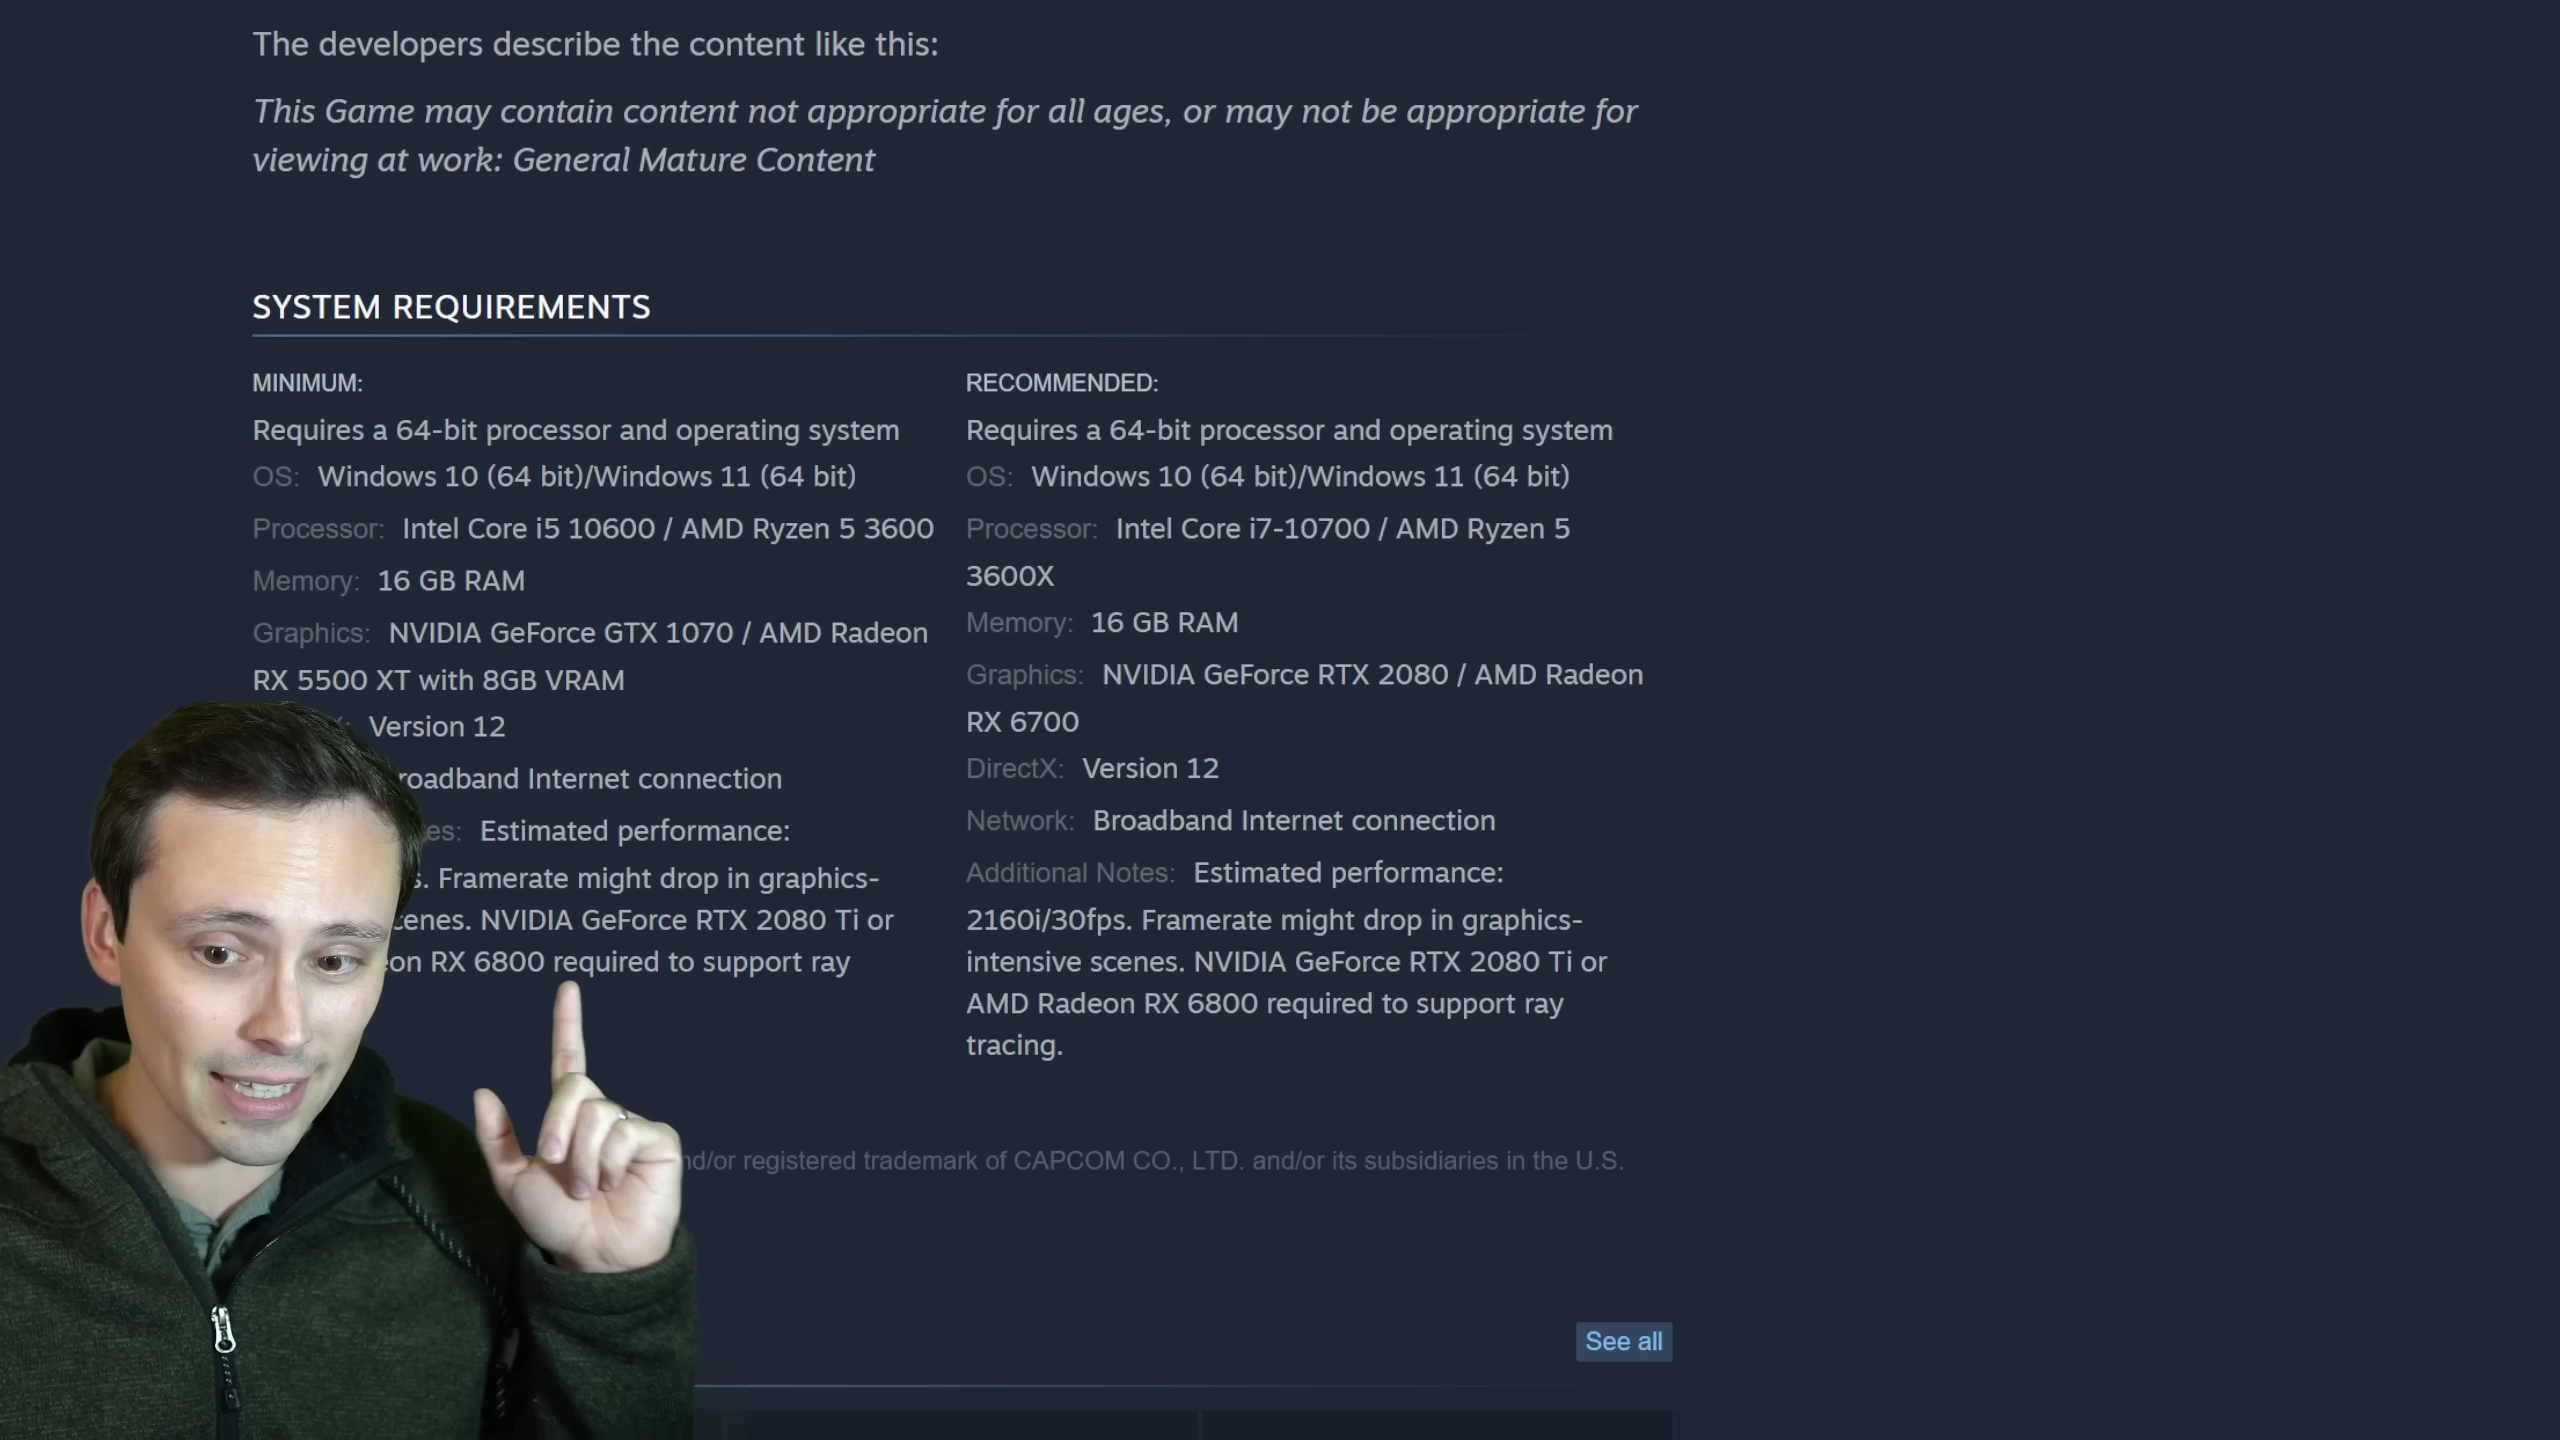 The developers describe the content like this:
This Game may contain content not appropriate for all ages, or may not be appropriate for
viewing at work: General Mature Content
SYSTEM REQUIREMENTS
MINIMUM:
Requires a 64-bit processor and operating system
OS: Windows 10 (64 bit)/Windows 11 (64 bit)
Processor: Intel Core i5 10600 / AMD Ryzen 5 3600
Memory: 16 GB RAM
Graphics: NVIDIA GeForce GTX 1070 / AMD Radeon
RX 5500 XT with 8GB VRAM
Version 12
Internet connection
Estimated performance:
Framerate might drop in graphics-
NVIDIA GeForce RTX 2080 Ti or
RX 6800 required to support ray
RECOMMENDED:
Requires a 64-bit processor and operating system
OS: Windows 10 (64 bit)/Windows 11 (64 bit)
Processor: Intel Core i7-10700 / AMD Ryzen 5
3600X
Memory: 16 GB RAM
Graphics: NVIDIA GeForce RTX 2080 / AMD Radeon
RX 6700
DirectX: Version 12
Network: Broadband Internet connection
Additional Notes: Estimated performance:
2160i/30fps. Framerate might drop in graphics-
intensive scenes. NVIDIA GeForce RTX 2080 Ti or
AMD Radeon RX 6800 required to support ray
tracing.
or registered trademark of CAPCOM CO., LTD. and/or its subsidiaries in the U.S.
See all